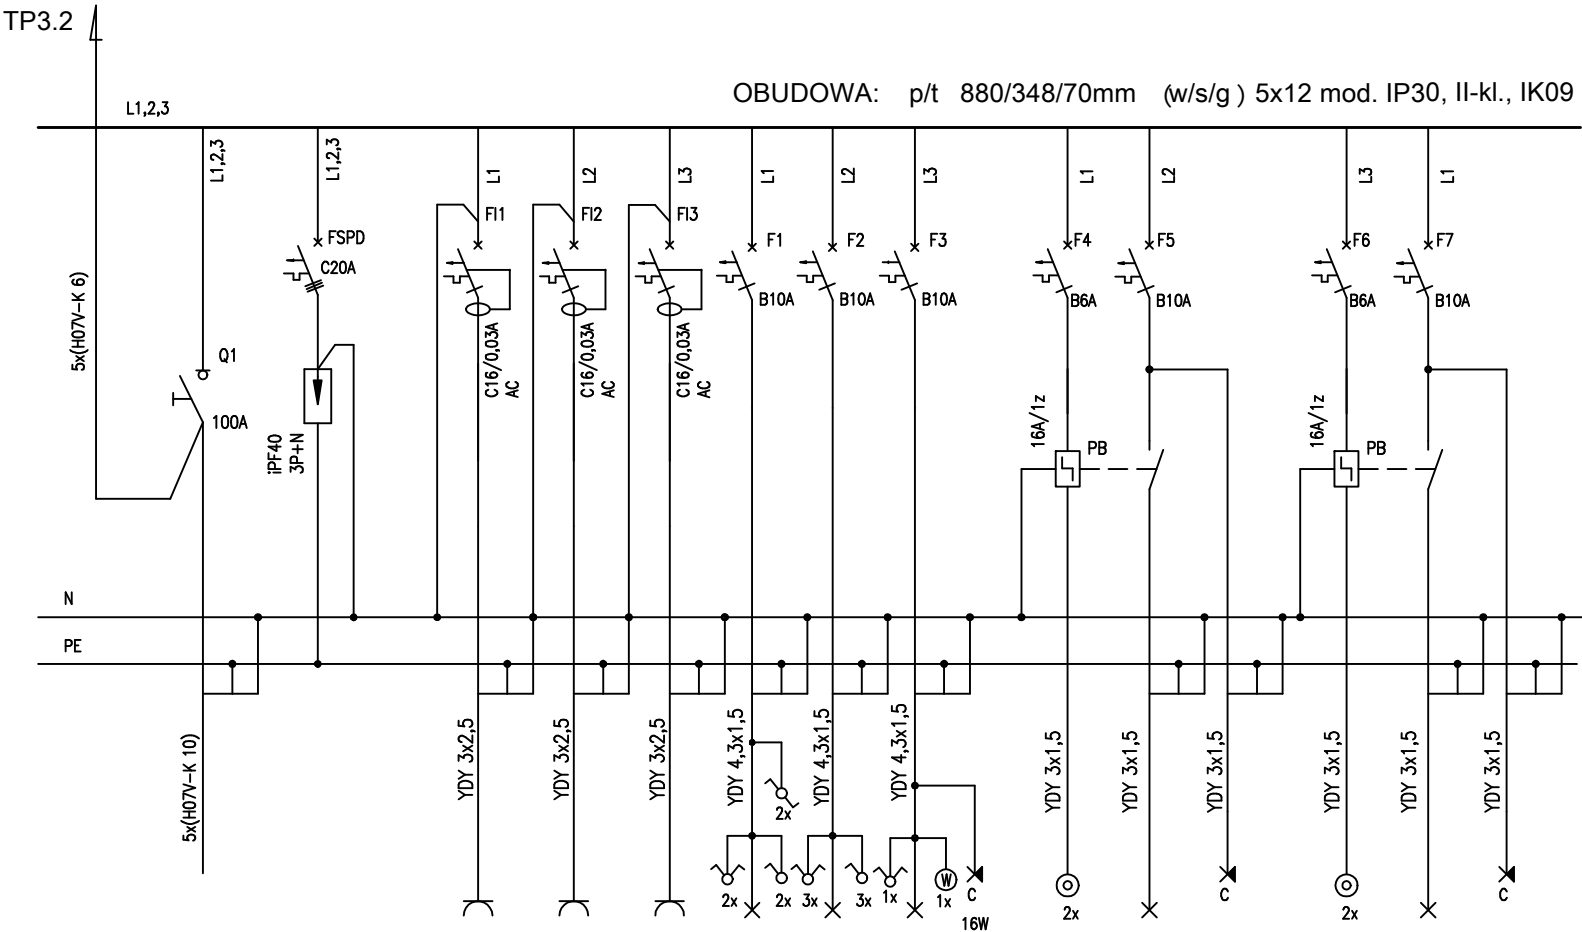 TP3.2
OBUDOWA: p/t 880/348/70mm (w/s/g) 5x12 mod. IP30, II-kl., IK09
L1,2,3
L1,2,3
L1,2,3
L1
L2
L3
L1
L2
L3
L1
L2
L3
L1
FSPD
C20A
FI1
FI2
FI3
F1
F2
F3
F4
F5
F6
F7
B10A
B10A
B10A
B6A
B10A
B6A
B10A
5x(H07V-K 6)
Q1
100A
iPF40
3P+N
C16/0,03A
AC
C16/0,03A
AC
C16/0,03A
AC
16A/1z
PB
16A/1z
PB
N
PE
5x(H07V-K 10)
YDY 3x2,5
YDY 3x2,5
YDY 3x2,5
YDY 4,3x1,5
YDY 4,3x1,5
YDY 4,3x1,5
YDY 3x1,5
YDY 3x1,5
YDY 3x1,5
YDY 3x1,5
YDY 3x1,5
YDY 3x1,5
2x
W
2x
2x
3x
3x
1x
1x
C
16W
2x
C
2x
C